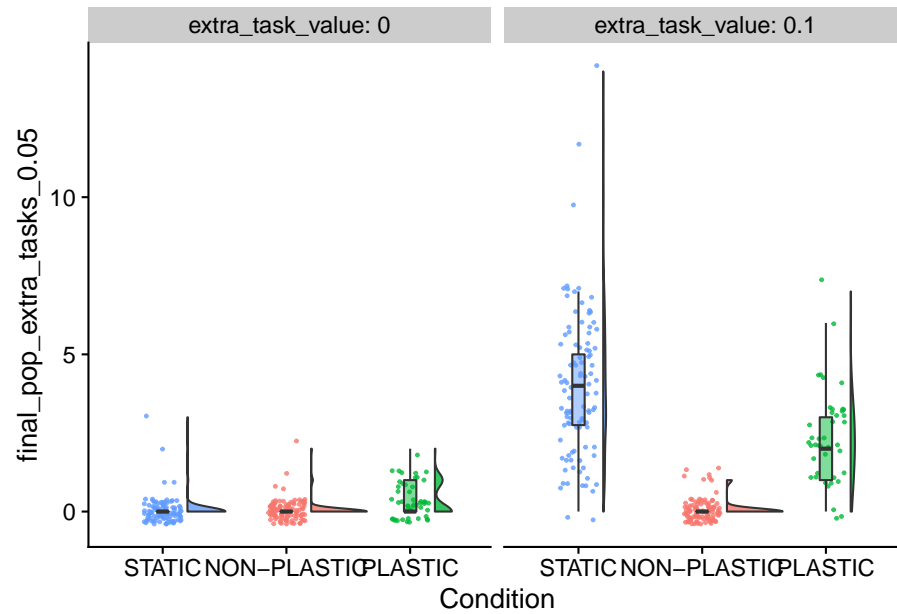 extra_task_value: 0
extra_task_value: 0.1
final_pop_extra_tasks_0.05
10
5
0
STATIC NON−PLASTIC PLASTIC
STATIC NON−PLASTIC PLASTIC
Condition